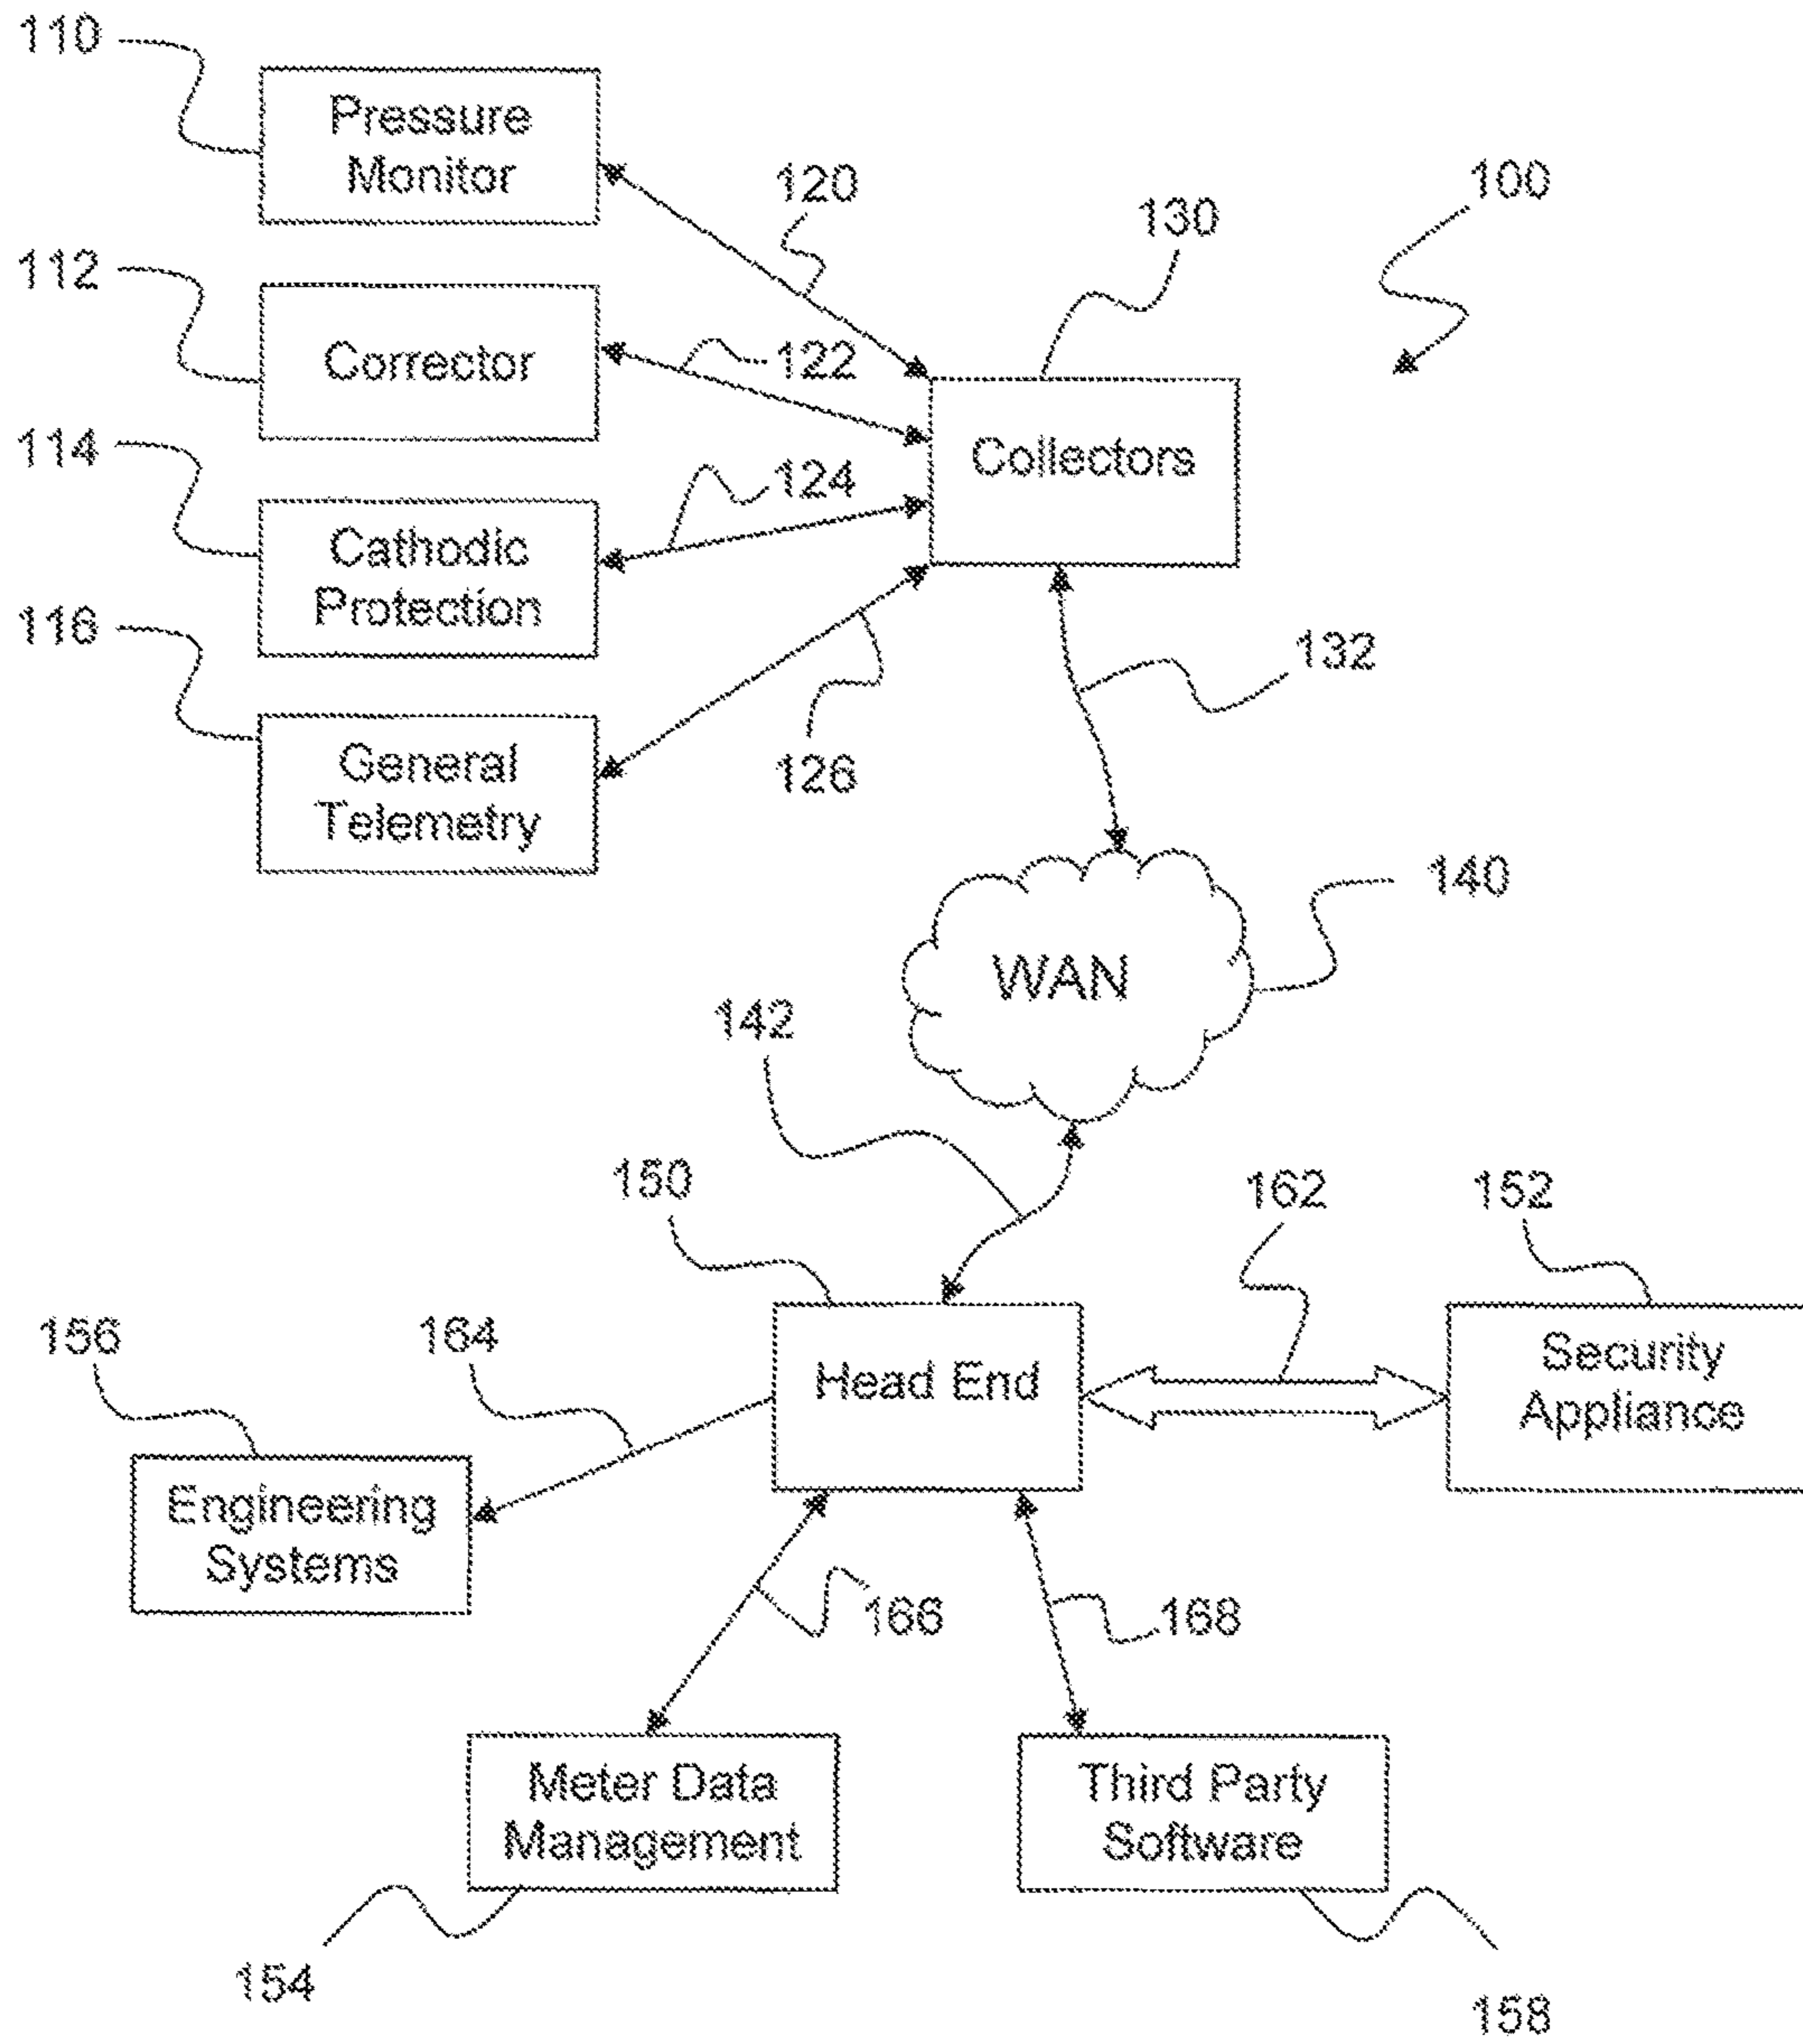 110
Pressure
Monitor
120
100
130
112
Corrector
122
Collectors
114
124
Cathodic
Protection
116
132
General
Telemetry
126
140
WAN
142
150
162
152
156
164
Head End
Security
Appliance
Engineering
Systems
166
168
Meter Data
Management
Third Party
Software
154
158